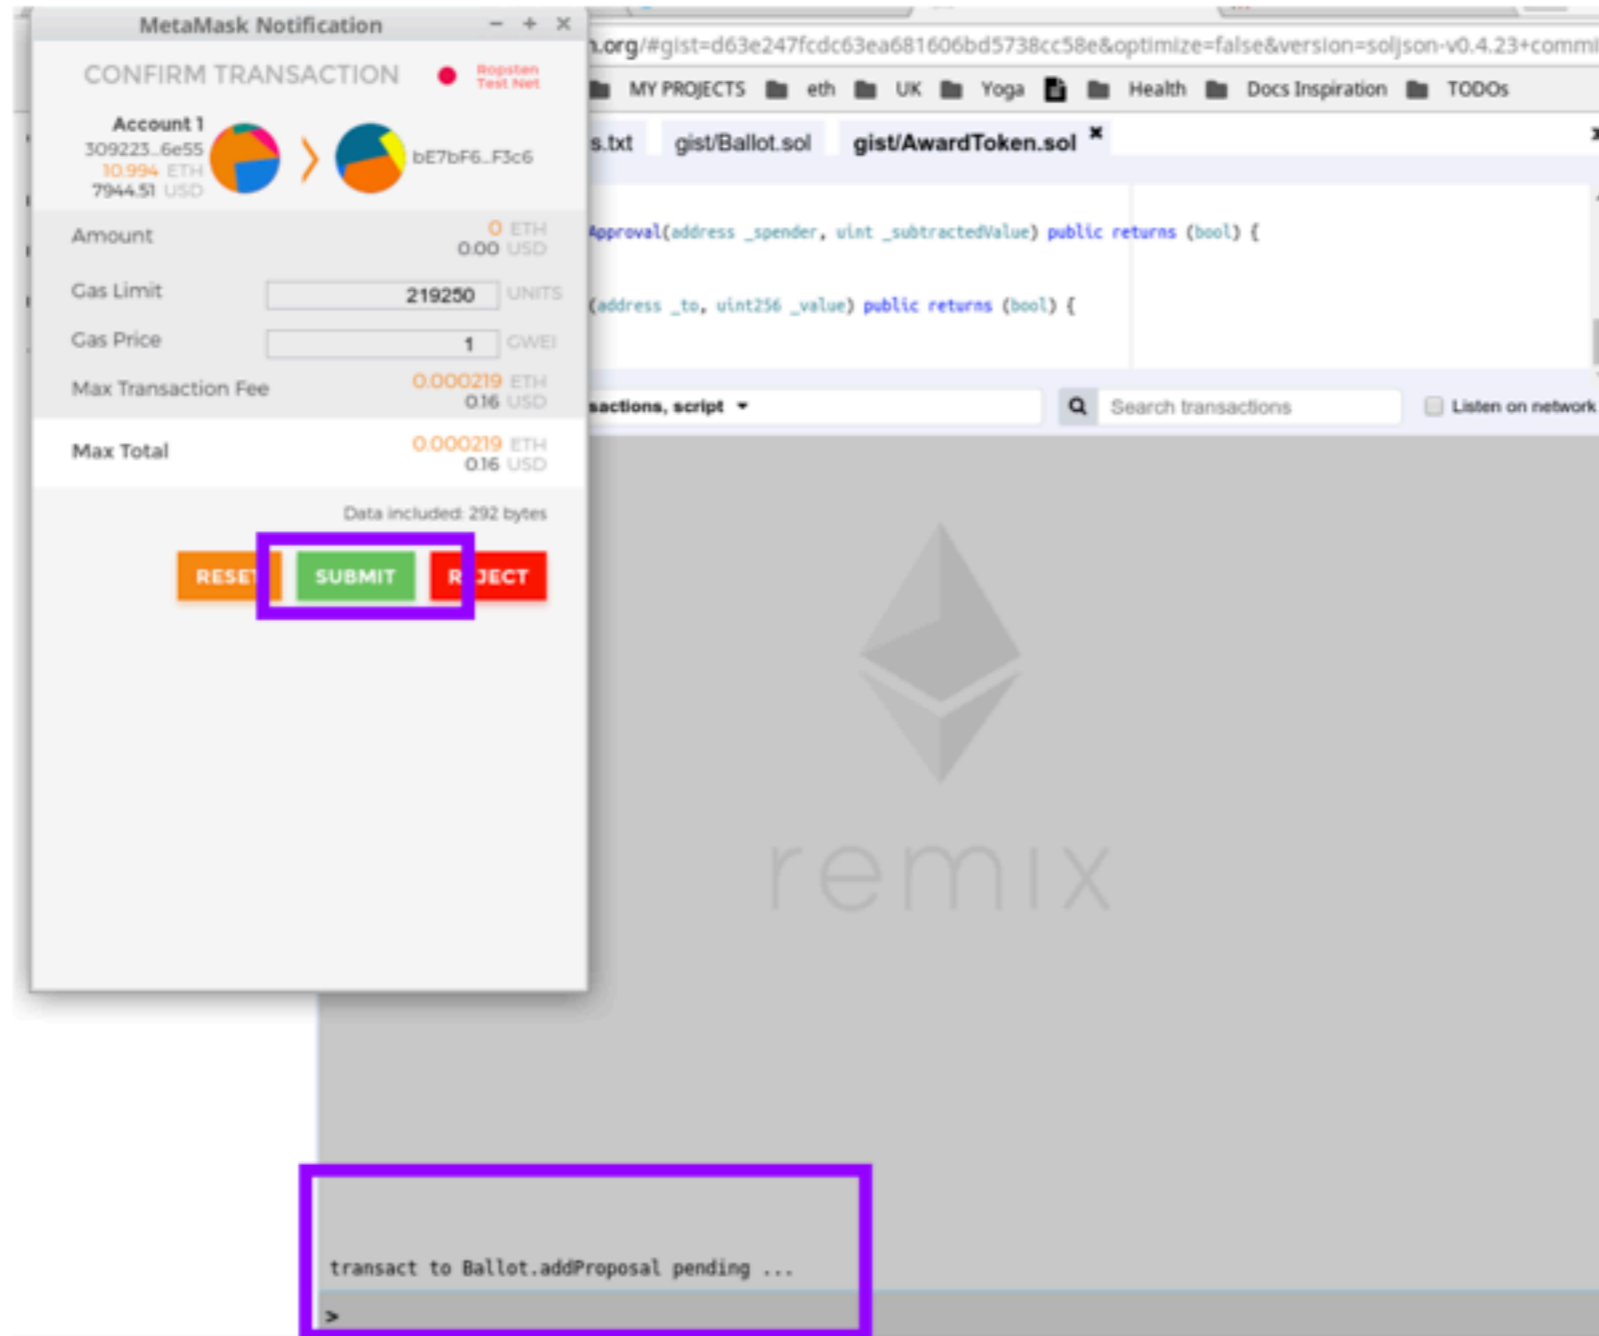 MetaMask Notification
CONFIRM TRANSACTION
Ropsten
Test Net
Account 1
309223...6e55
10.994 ETH
7944.51 USD
bE7bF6...F3c6
Amount
0 ETH
0.00 USD
Gas Limit
219250 UNITS
Gas Price
1 GWEI
Max Transaction Fee
0.000219 ETH
0.16 USD
Max Total
0.000219 ETH
0.16 USD
Data included: 292 bytes
RESET SUBMIT REJECT
.org/#gist=d63e247fcdc63ea681606bd5738cc58e&optimize=false&version=soljson-v0.4.23+commi
MY PROJECTS eth UK Yoga Health Docs Inspiration TODOs
s.txt gist/Ballot.sol gist/AwardToken.sol
Approval(address _spender, uint _subtractedValue) public returns (bool) {
(address _to, uint256 _value) public returns (bool) {
sactions, script Search transactions Listen on network
remix
transact to Ballot.addProposal pending ...
>